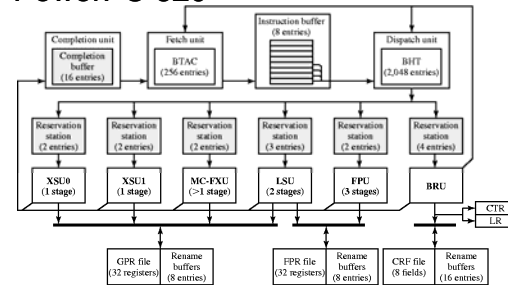 PowerPC 620
Completion unit
Completion
buffer
(16 entries)
Fetch unit
BTAC
(256 entries)
Instruction buffer
(8 entries)
Dispatch unit
BHT
(2,048 entries)
Reservation
station
(2 entries)
Reservation
station
(2 entries)
Reservation
station
(2 entries)
Reservation
station
(3 entries)
Reservation
station
(2 entries)
Reservation
station
(4 entries)
XSU0
(1 stage)
XSU1
(1 stage)
MC-FXU
(>1 stage)
LSU
(2 stages)
FPU
(3 stages)
BRU
CTR
LR
GPR file
(32 registers)
Rename
buffers
(8 entries)
FPR file
(32 registers)
Rename
buffers
(8 entries)
CRF file
(8 fields)
Rename
buffers
(16 entries)